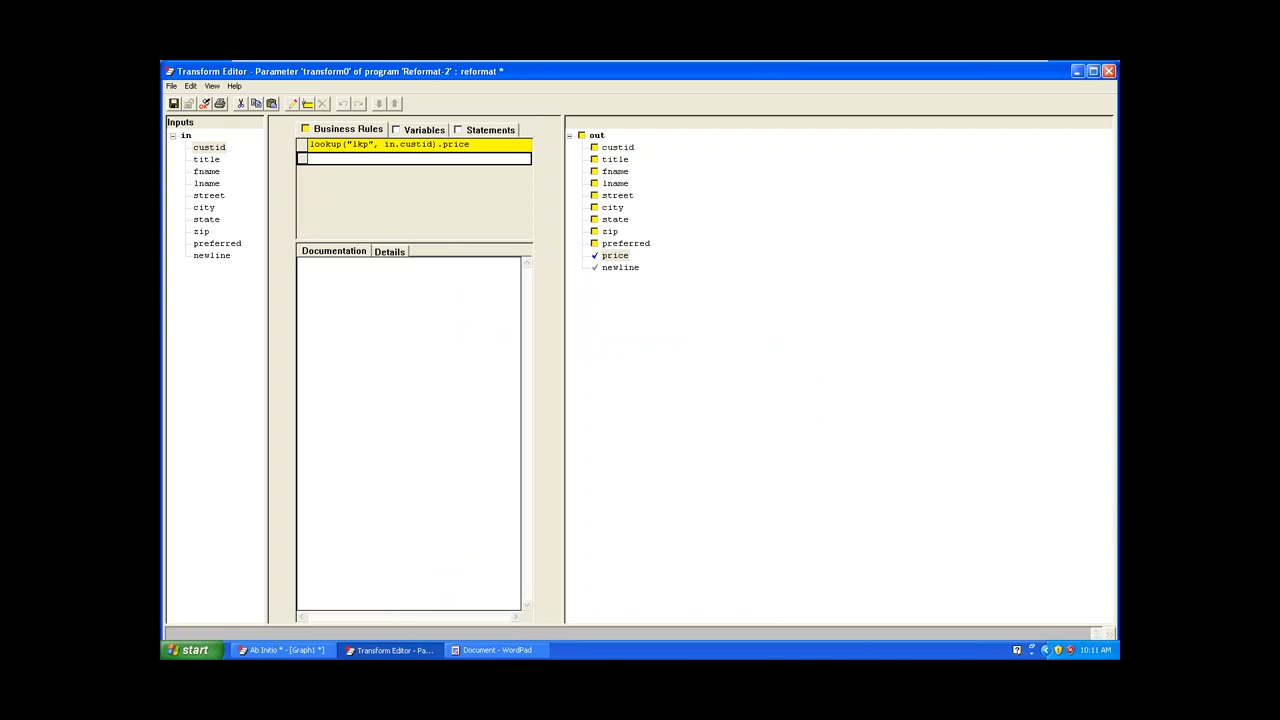 Transform Editor - Parameter 'transform0' of program 'Reformat-2' : reformat *
File Edit View Help
Inputs
in
custid
title
fname
lname
street
city
state
zip
preferred
newline
Business Rules Variables Statements
lookup("lkp", in.custid).price
Documentation Details
out
custid
title
fname
lname
street
city
state
zip
preferred
price
newline
start Ab Initio * - [Graph1 *] Transform Editor - Pa... Document - WordPad 10:11 AM